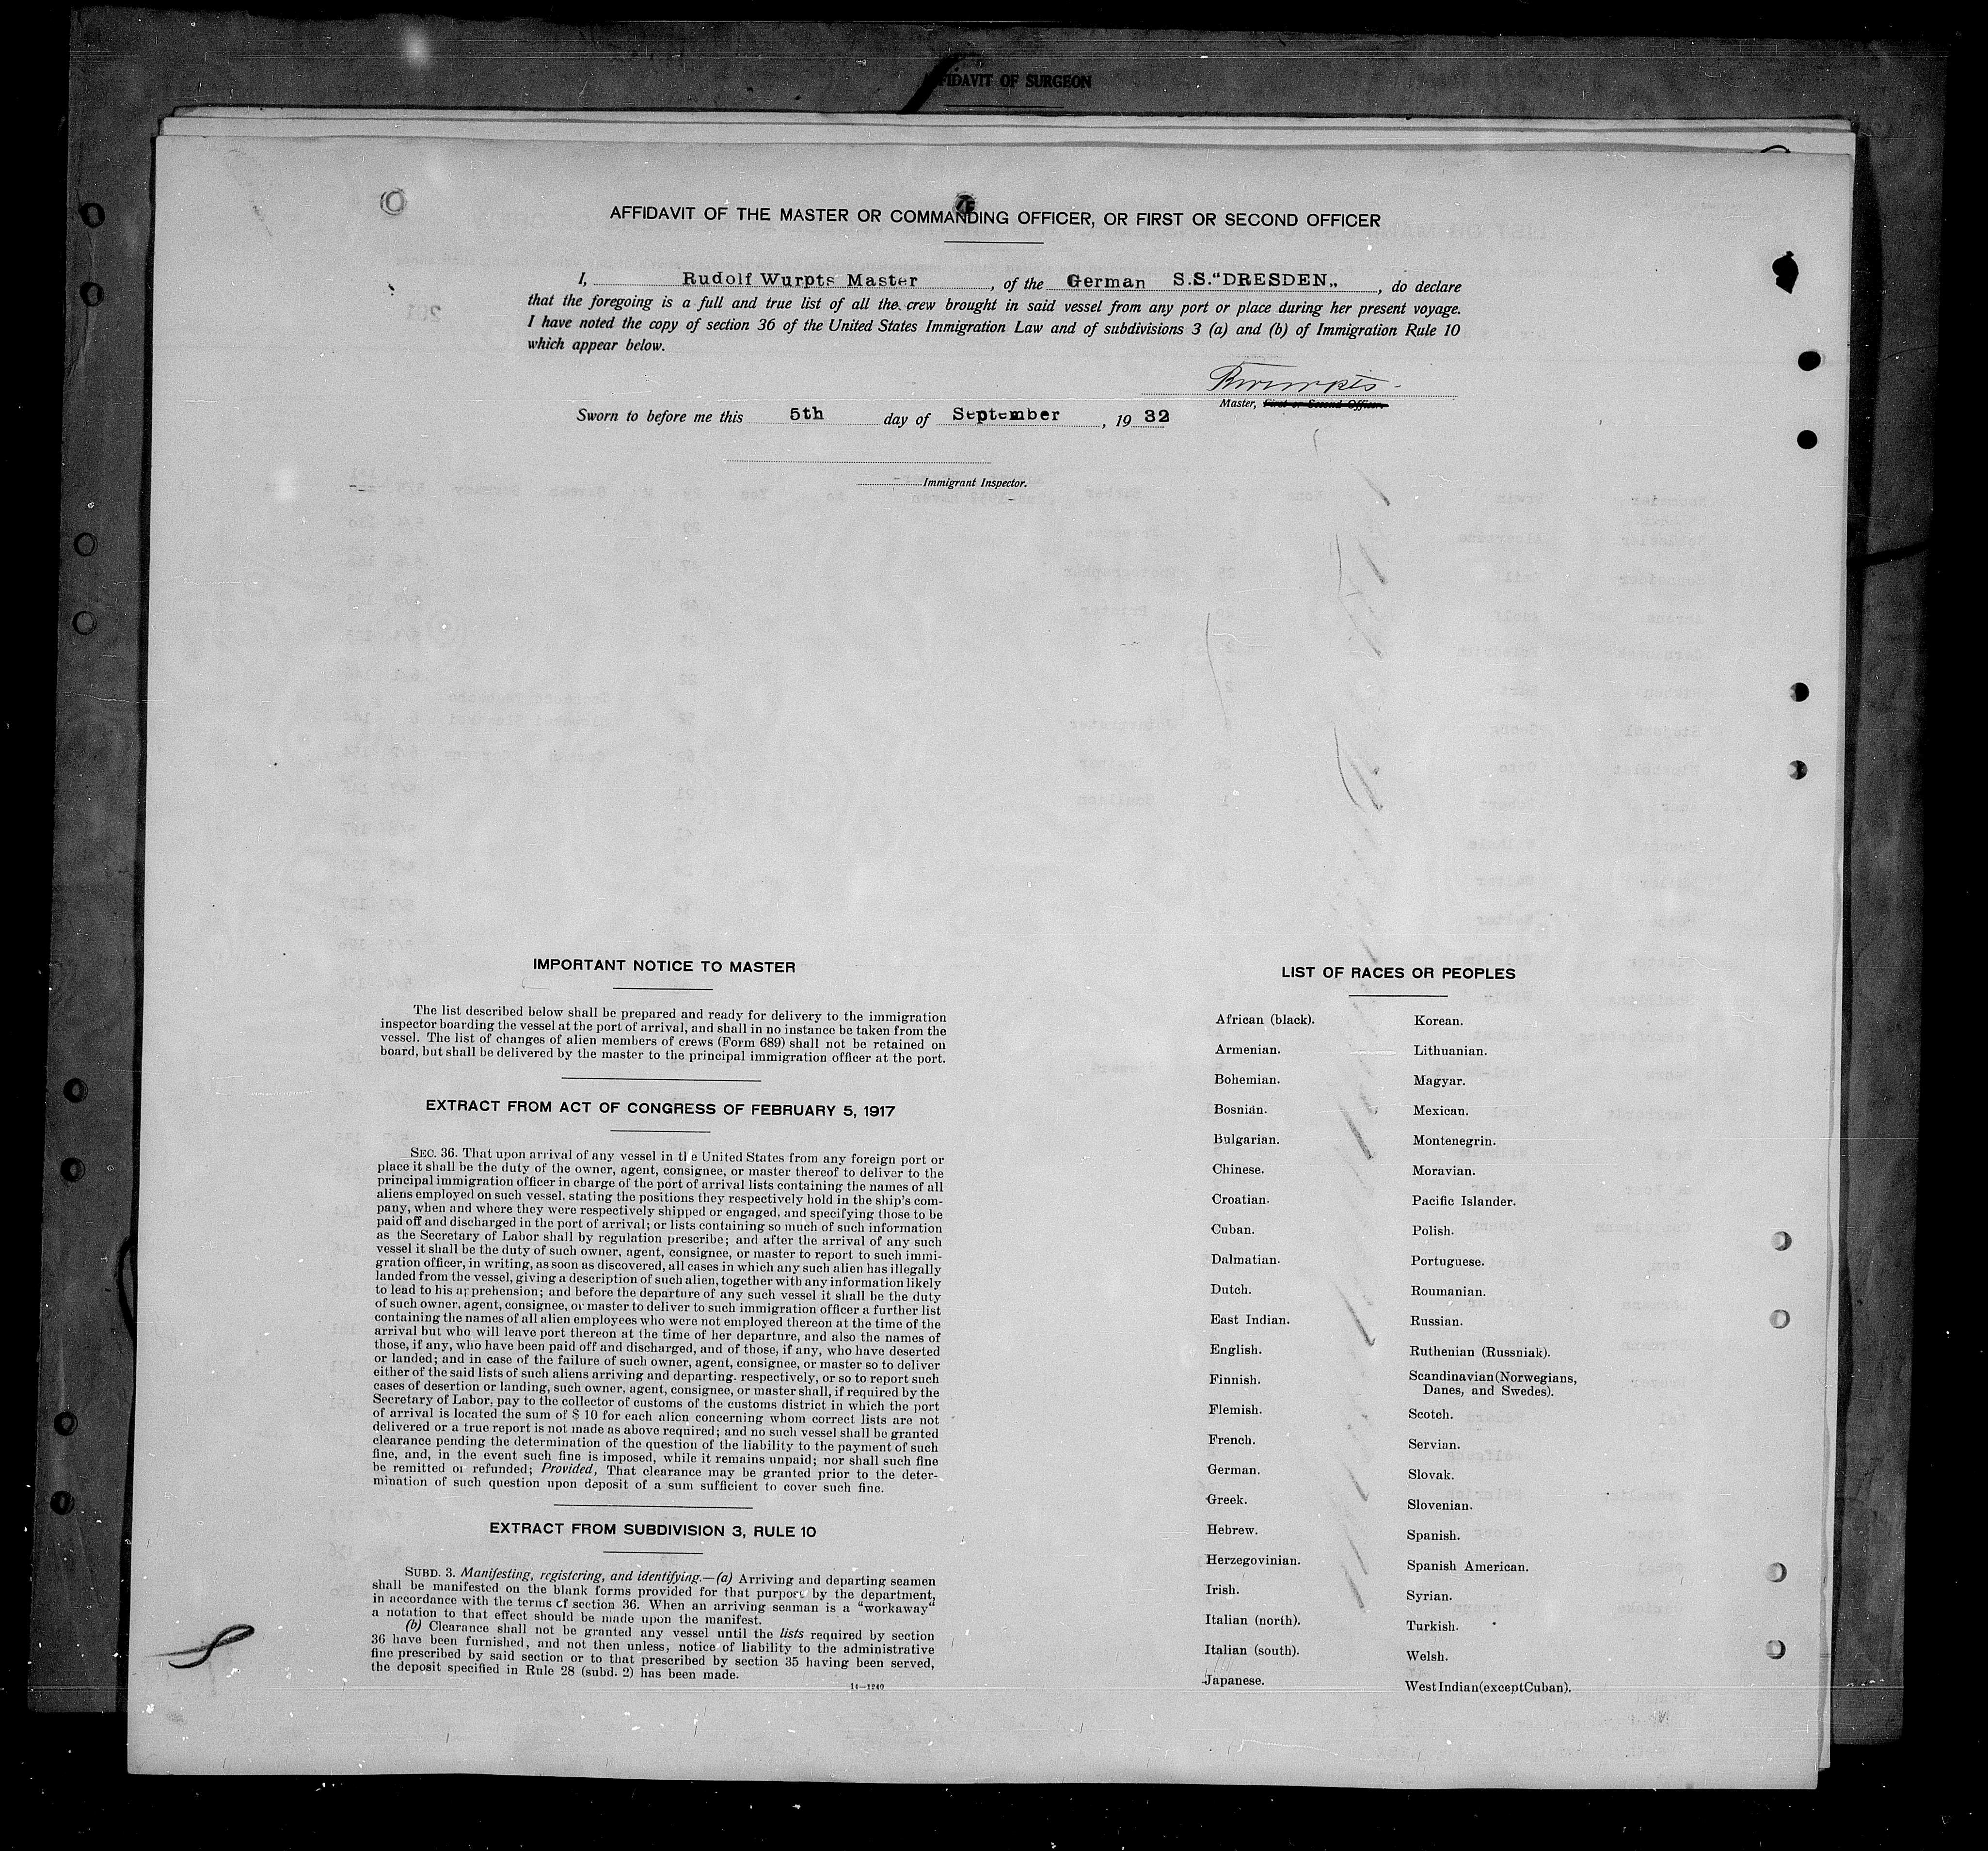 FIDAVIT OF SURGEON
AFFIDAVIT OF THE MASTER OR COMMANDING OFFICER, OR FIRST OR SECOND OFFICER
I, Rudolf Wurpts Master, of the German S.S. "DRESDEN„, do declare
that the foregoing is a full and true list of all the crew brought in said vessel from any port or place during her present voyage.
I have noted the copy of section 36 of the United States Immigration Law and of subdivisions 3 (a) and (b) of Immigration Rule 10
which appear below.
RWurpts
Master, First or Second Officer.
Sworn to before me this 5th day of September, 19 32
Immigrant Inspector.
IMPORTANT NOTICE TO MASTER
The list described below shall be prepared and ready for delivery to the immigration
inspector boarding the vessel at the port of arrival, and shall in no instance be taken from the
vessel. The list of changes of alien members of crews (Form 689) shall not be retained on
board, but shall be delivered by the master to the principal immigration officer at the port.
EXTRACT FROM ACT OF CONGRESS OF FEBRUARY 5, 1917
SEC. 36. That upon arrival of any vessel in the United States from any foreign port or
place it shall be the duty of the owner, agent, consignee, or master thereof to deliver to the
principal immigration officer in charge of the port of arrival lists containing the names of all
aliens employed on such vessel, stating the positions they respectively hold in the ship's com-
pany, when and where they were respectively shipped or engaged, and specifying those to be
paid off and discharged in the port of arrival; or lists containing so much of such information
as the Secretary of Labor shall by regulation prescribe; and after the arrival of any such
vessel it shall be the duty of such owner, agent, consignee, or master to report to such immi-
gration officer, in writing, as soon as discovered, all cases in which any such alien has illegally
landed from the vessel, giving a description of such alien, together with any information likely
to lead to his apprehension; and before the departure of any such vessel it shall be the duty
of such owner, agent, consignee, or master to deliver to such immigration officer a further list
containing the names of all alien employees who were not employed thereon at the time of the
arrival but who will leave port thereon at the time of her departure, and also the names of
those, if any, who have been paid off and discharged, and of those, if any, who have deserted
or landed; and in case of the failure of such owner, agent, consignee, or master so to deliver
either of the said lists of such aliens arriving and departing. respectively, or so to report such
cases of desertion or landing, such owner, agent, consignee, or master shall, if required by the
Secretary of Labor, pay to the collector of customs of the customs district in which the port
of arrival is located the sum of $ 10 for each alien concerning whom correct lists are not
delivered or a true report is not made as above required; and no such vessel shall be granted
clearance pending the determination of the question of the liability to the payment of such
fine, and, in the event such fine is imposed, while it remains unpaid; nor shall such fine
be remitted or refunded; Provided, That clearance may be granted prior to the deter-
mination of such question upon deposit of a sum sufficient to cover such fine.
EXTRACT FROM SUBDIVISION 3, RULE 10
SUBD. 3. Manifesting, registering, and identifying.—(a) Arriving and departing seamen
shall be manifested on the blank forms provided for that purpose by the department,
in accordance with the terms of section 36. When an arriving seaman is a "workaway"
a notation to that effect should be made upon the manifest.
(b) Clearance shall not be granted any vessel until the lists required by section
36 have been furnished, and not then unless, notice of liability to the administrative
fine prescribed by said section or to that prescribed by section 35 having been served,
the deposit specified in Rule 28 (subd. 2) has been made.
14—1240
LIST OF RACES OR PEOPLES
African (black).
Armenian.
Bohemian.
Bosnian.
Bulgarian.
Chinese.
Croatian.
Cuban.
Dalmatian.
Dutch.
East Indian.
English.
Finnish.
Flemish.
French.
German.
Greek.
Hebrew.
Herzegovinian.
Irish.
Italian (north).
Italian (south).
Japanese.
Korean.
Lithuanian.
Magyar.
Mexican.
Montenegrin.
Moravian.
Pacific Islander.
Polish.
Portuguese.
Roumanian.
Russian.
Ruthenian (Russniak).
Scandinavian (Norwegians,
Danes, and Swedes).
Scotch.
Servian.
Slovak.
Slovenian.
Spanish.
Spanish American.
Syrian.
Turkish.
Welsh.
West Indian (except Cuban).